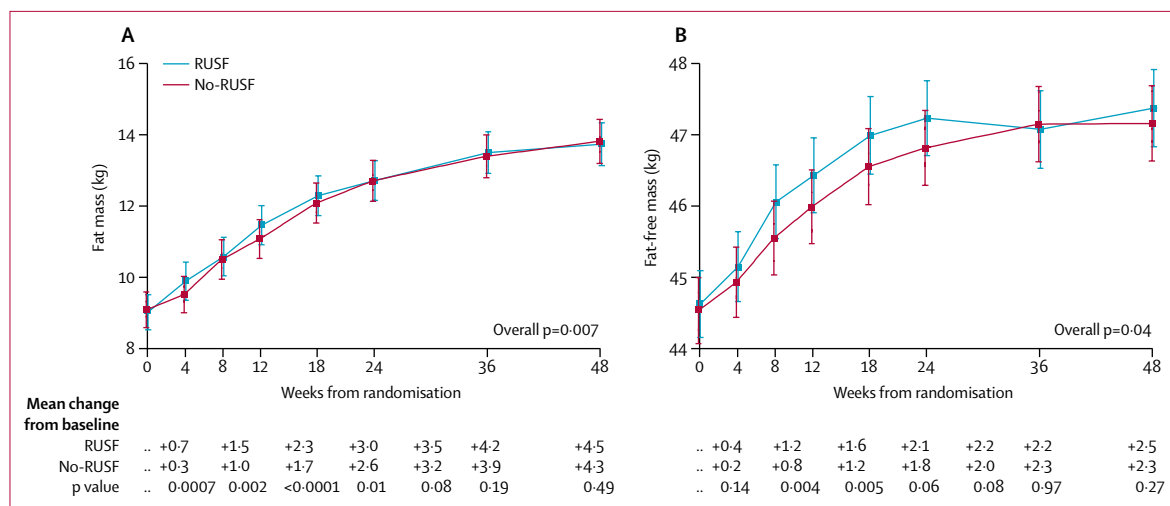 A
B
16
14
12
10
8
Fat mass (kg)
RUSF
No-RUSF
Overall p=0·007
0 4 8 12 18 24 36 48
Weeks from randomisation
48
47
46
45
44
Fat-free mass (kg)
Overall p=0·04
0 4 8 12 18 24 36 48
Weeks from randomisation
Mean change
from baseline
RUSF .. +0·7 +1·5 +2·3 +3·0 +3·5 +4·2 +4·5 .. +0·4 +1·2 +1·6 +2·1 +2·2 +2·2 +2·5
No-RUSF .. +0·3 +1·0 +1·7 +2·6 +3·2 +3·9 +4·3 .. +0·2 +0·8 +1·2 +1·8 +2·0 +2·3 +2·3
p value .. 0·0007 0·002 <0·0001 0·01 0·08 0·19 0·49 .. 0·14 0·004 0·005 0·06 0·08 0·97 0·27